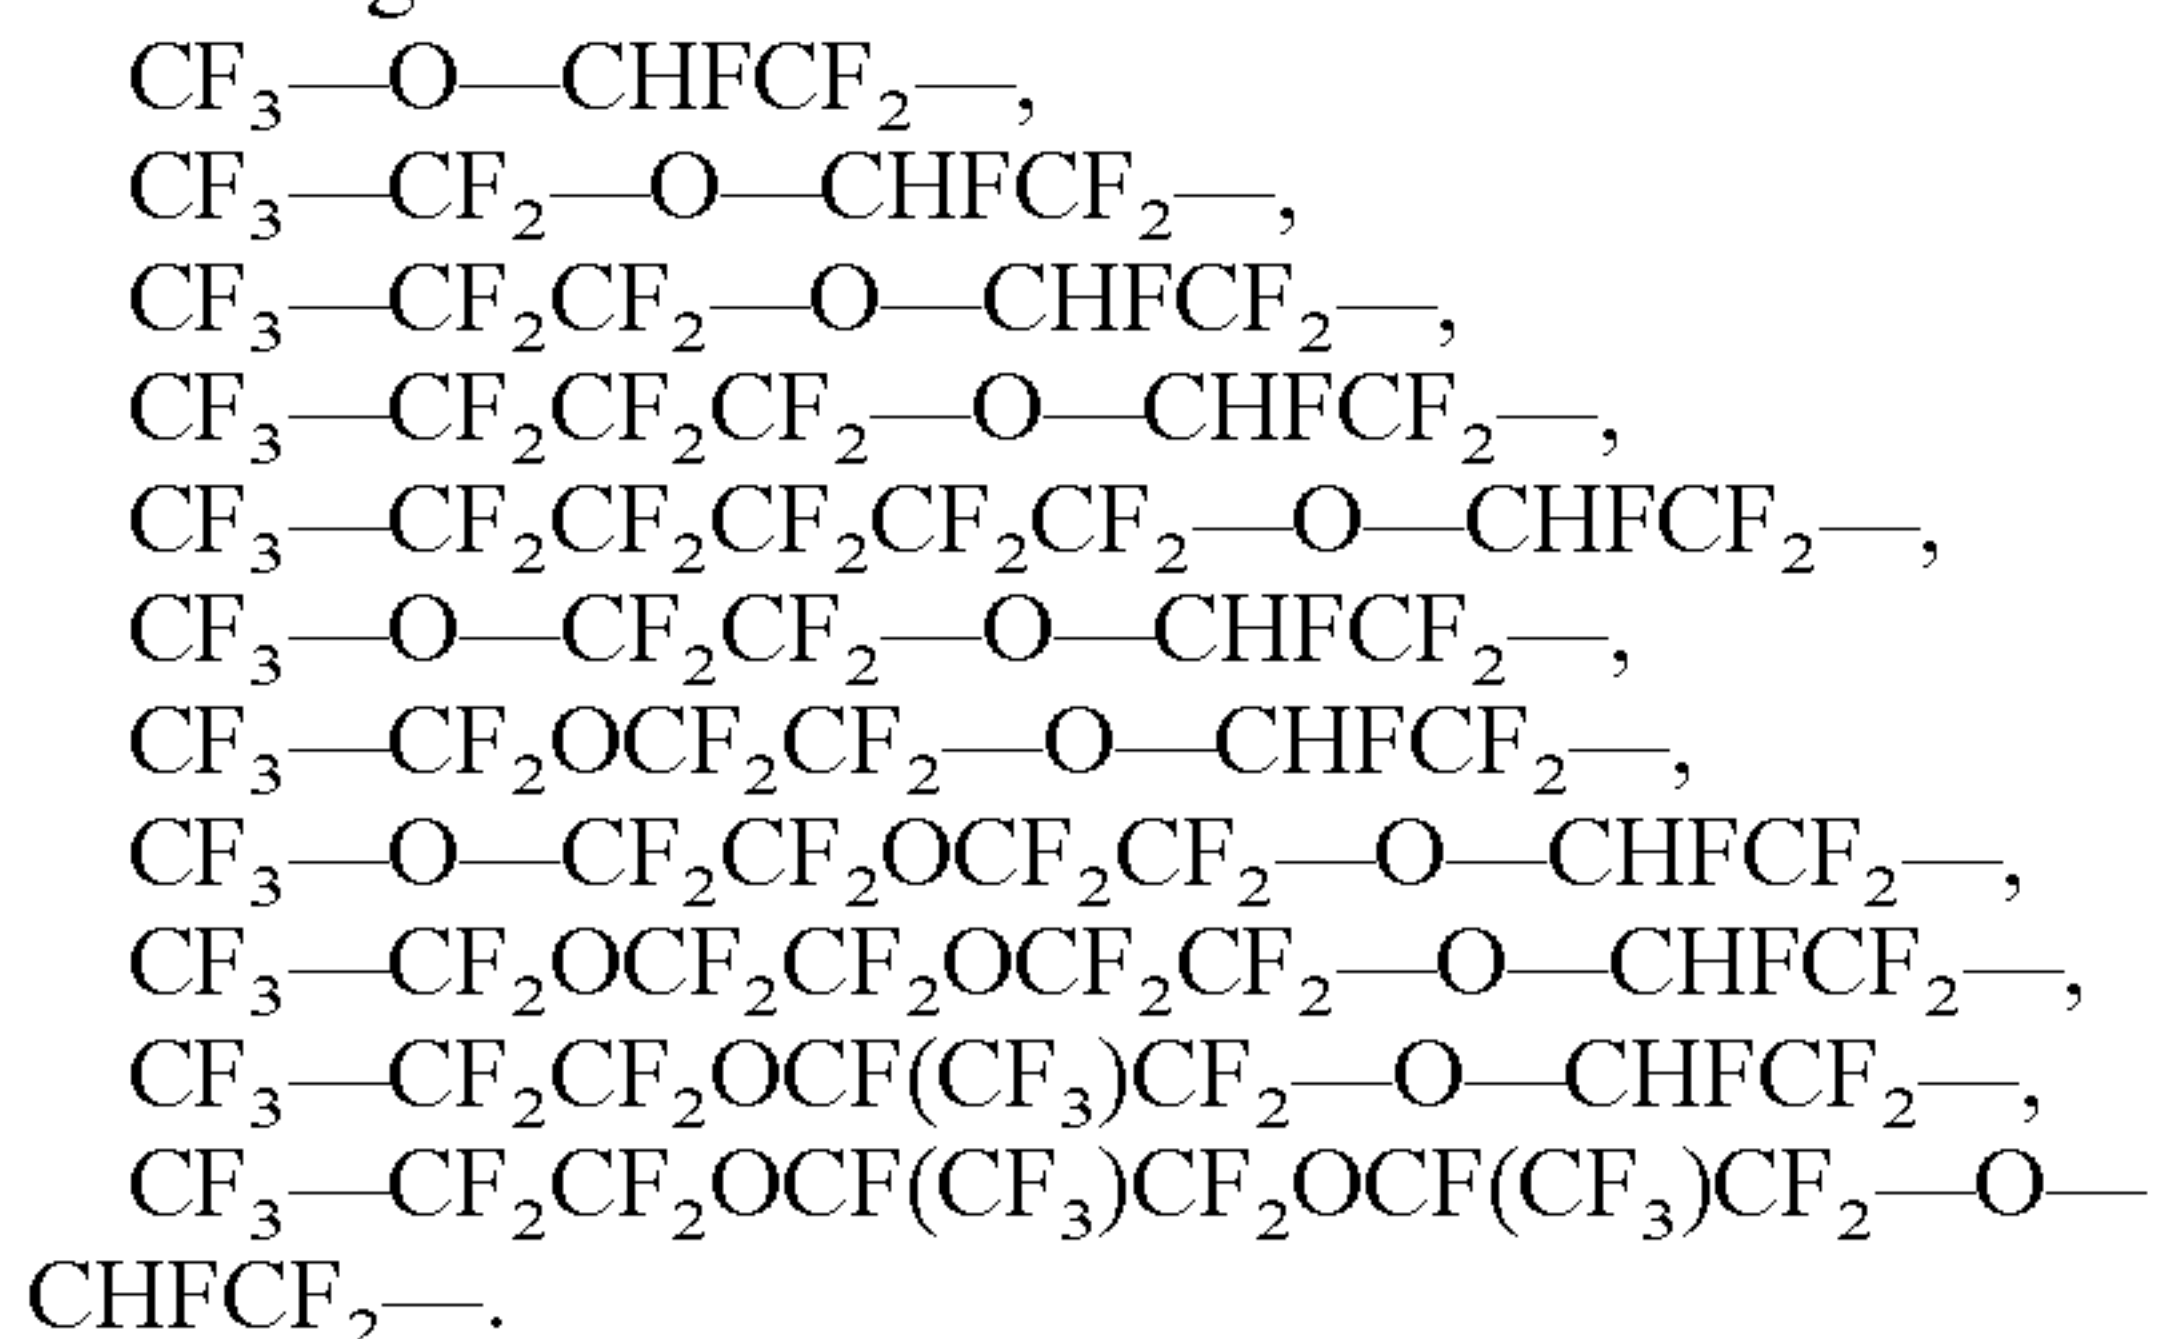 CF₃—O—CHFCF₂—,
CF₃—CF₂—O—CHFCF₂—,
CF₃—CF₂CF₂—O—CHFCF₂—,
CF₃—CF₂CF₂CF₂—O—CHFCF₂—,
CF₃—CF₂CF₂CF₂CF₂CF₂—O—CHFCF₂—,
CF₃—O—CF₂CF₂—O—CHFCF₂—,
CF₃—CF₂OCF₂CF₂—O—CHFCF₂—,
CF₃—O—CF₂CF₂OCF₂CF₂—O—CHFCF₂—,
CF₃—CF₂OCF₂CF₂OCF₂CF₂—O—CHFCF₂—,
CF₃—CF₂CF₂OCF(CF₃)CF₂—O—CHFCF₂—,
CF₃—CF₂CF₂OCF(CF₃)CF₂OCF(CF₃)CF₂—O—
CHFCF₂—.